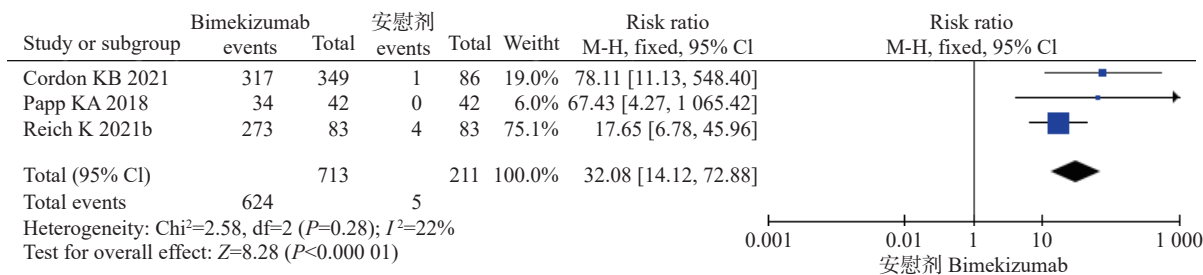 Bimekizumab 安慰剂 Risk ratio Risk ratio
Study or subgroup events Total events Total Weitht M-H, fixed, 95% Cl M-H, fixed, 95% Cl
Cordon KB 2021 317 349 1 86 19.0% 78.11 [11.13, 548.40]
Papp KA 2018 34 42 0 42 6.0% 67.43 [4.27, 1 065.42]
Reich K 2021b 273 83 4 83 75.1% 17.65 [6.78, 45.96]
Total (95% Cl) 713 211 100.0% 32.08 [14.12, 72.88]
Total events 624 5
Heterogeneity: Chi²=2.58, df=2 (P=0.28); I²=22%
Test for overall effect: Z=8.28 (P<0.000 01)
0.001 0.01 1 10 1 000
安慰剂 Bimekizumab